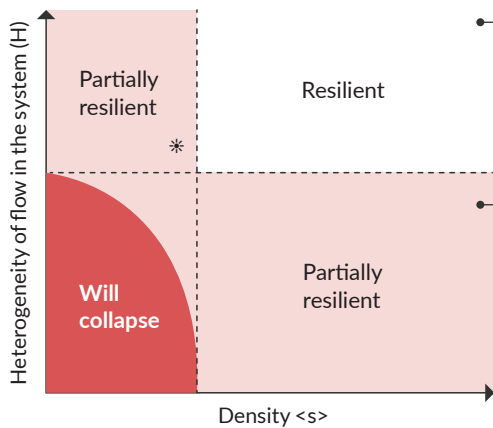 Heterogeneity of flow in the system (H)
Partially
resilient
Resilient
Will
collapse
Partially
resilient
Density <s>